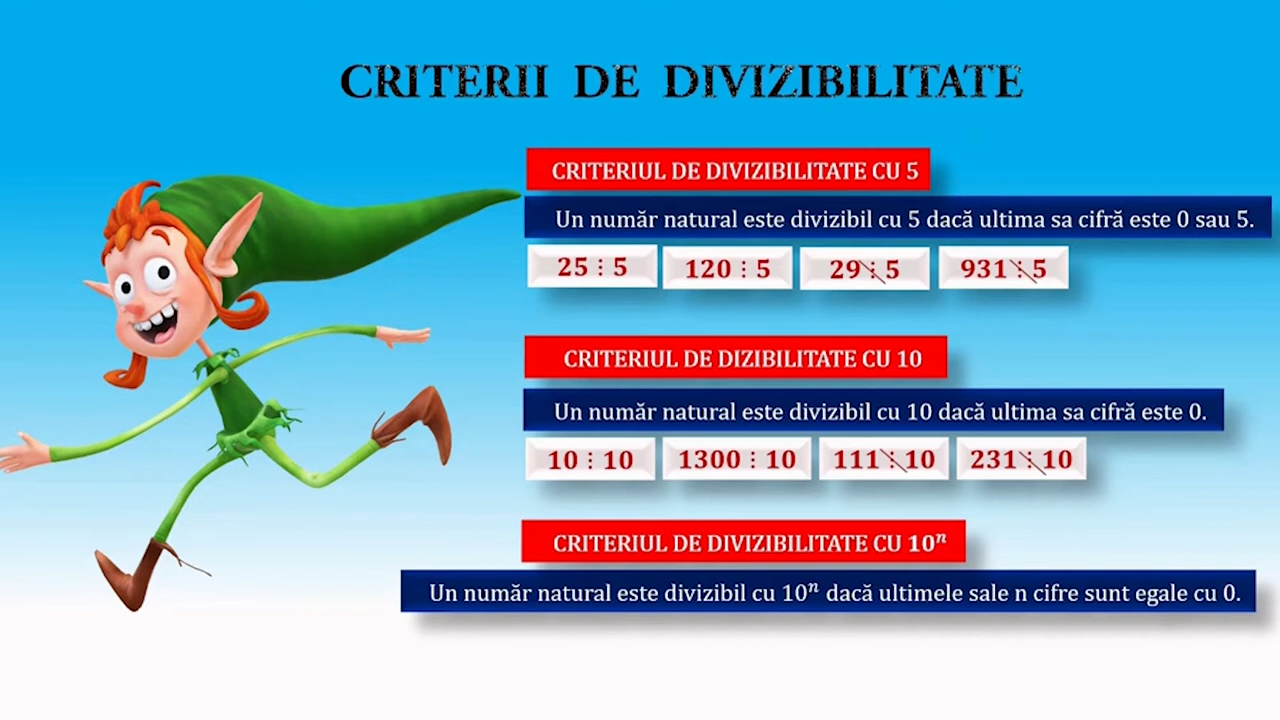 CRITERII DE DIVIZIBILITATE
CRITERIUL DE DIVIZIBILITATE CU 5
Un număr natural este divizibil cu 5 dacă ultima sa cifră este 0 sau 5.
25 ⋮ 5 120 ⋮ 5 29 ⋮̸ 5 931 ⋮̸ 5
CRITERIUL DE DIZIBILITATE CU 10
Un număr natural este divizibil cu 10 dacă ultima sa cifră este 0.
10 ⋮ 10 1300 ⋮ 10 111 ⋮̸ 10 231 ⋮̸ 10
CRITERIUL DE DIVIZIBILITATE CU 10ⁿ
Un număr natural este divizibil cu 10ⁿ dacă ultimele sale n cifre sunt egale cu 0.